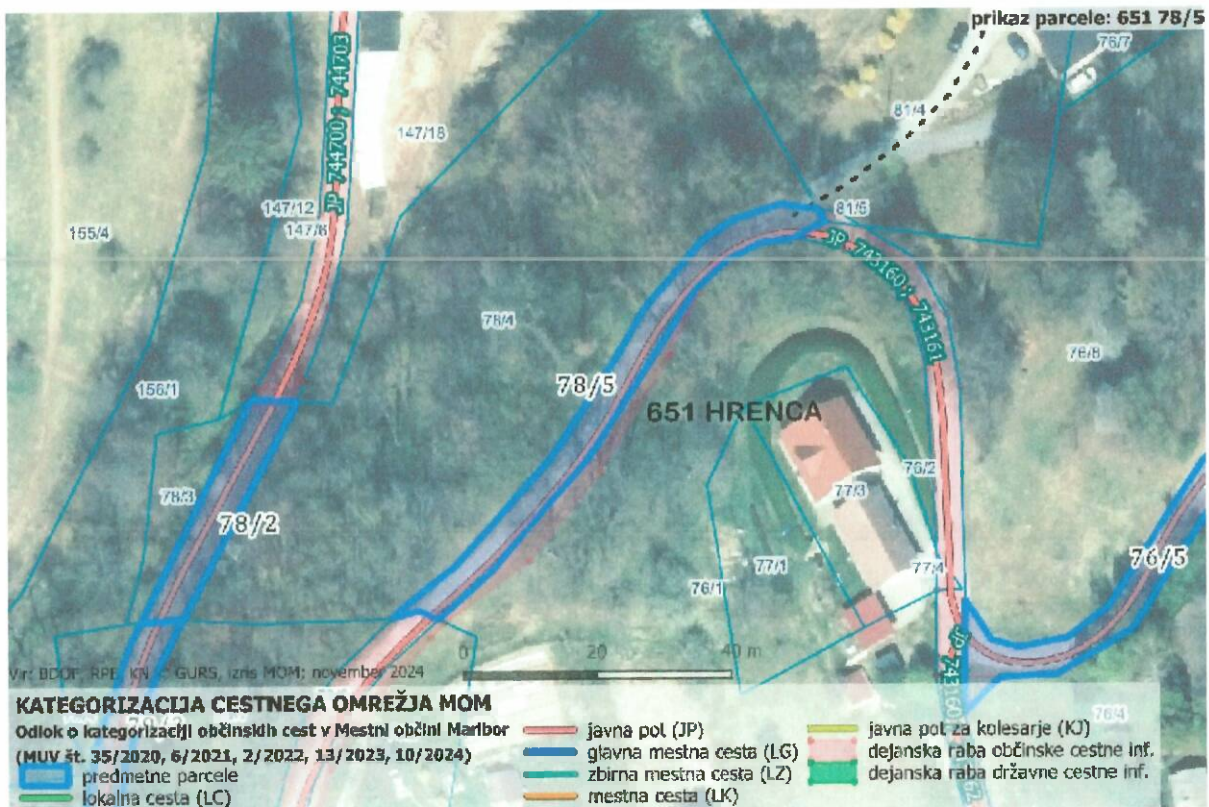 prikaz parcele: 651 78/5
76/7
JP 744700 ; 744703
147/18
81/4
147/12
147/6
81/5
155/4
JP 743160 ; 743161
78/4
76/8
156/1
78/5
651 HRENCA
76/2
78/3
77/3
78/2
76/5
77/1
77/4
76/1
JP 743160
76/4
0 20 40 m
Vir: BDOF, RPE, KN © GURS, izris MOM; november 2024
KATEGORIZACIJA CESTNEGA OMREŽJA MOM
Odlok o kategorizaciji občinskih cest v Mestni občini Maribor
(MUV št. 35/2020, 6/2021, 2/2022, 13/2023, 10/2024)
predmetne parcele
lokalna cesta (LC)
javna pot (JP)
glavna mestna cesta (LG)
zbirna mestna cesta (LZ)
mestna cesta (LK)
javna pot za kolesarje (KJ)
dejanska raba občinske cestne inf.
dejanska raba državne cestne inf.